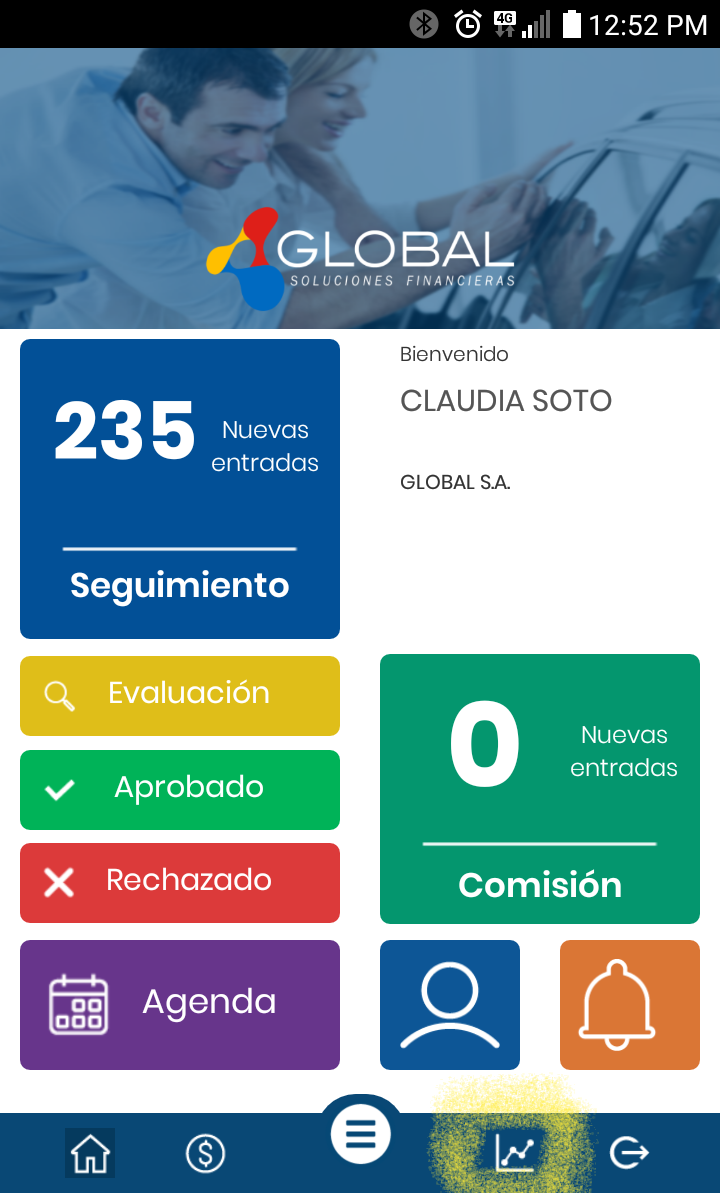 4G
12:52 PM
GLOBAL
SOLUCIONES FINANCIERAS
235
Nuevas
entradas
Seguimiento
Bienvenido
CLAUDIA SOTO
GLOBAL S.A.
Evaluación
Aprobado
Rechazado
0
Nuevas
entradas
Comisión
Agenda
$